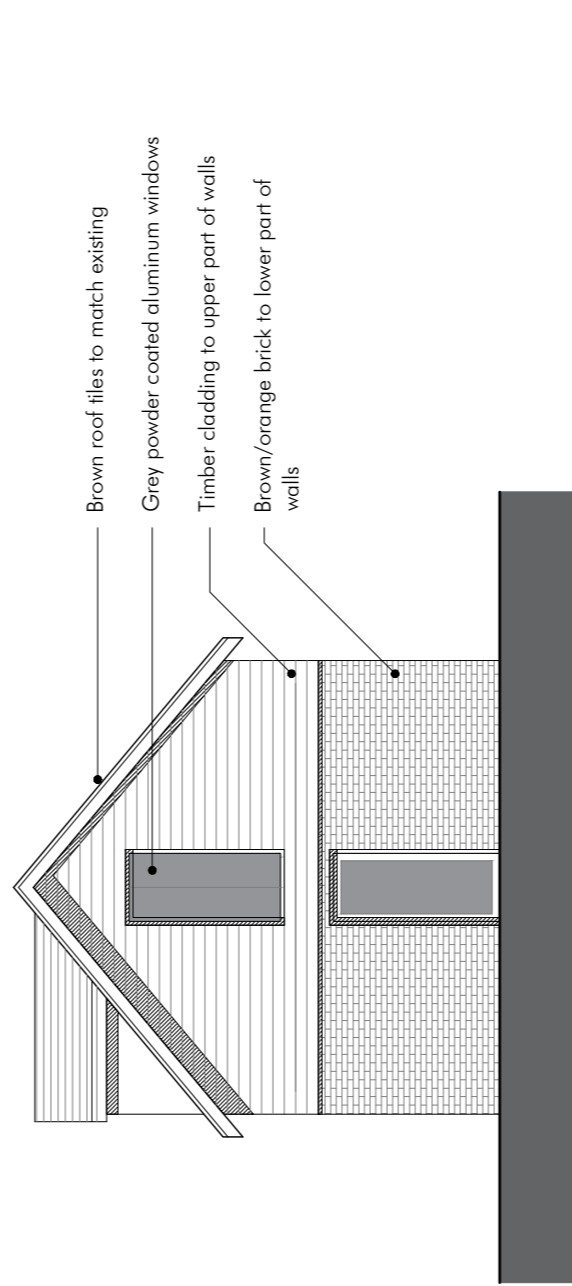 Brown roof tiles to match existing
Grey powder coated aluminum windows
Timber cladding to upper part of walls
Brown/orange brick to lower part of
walls